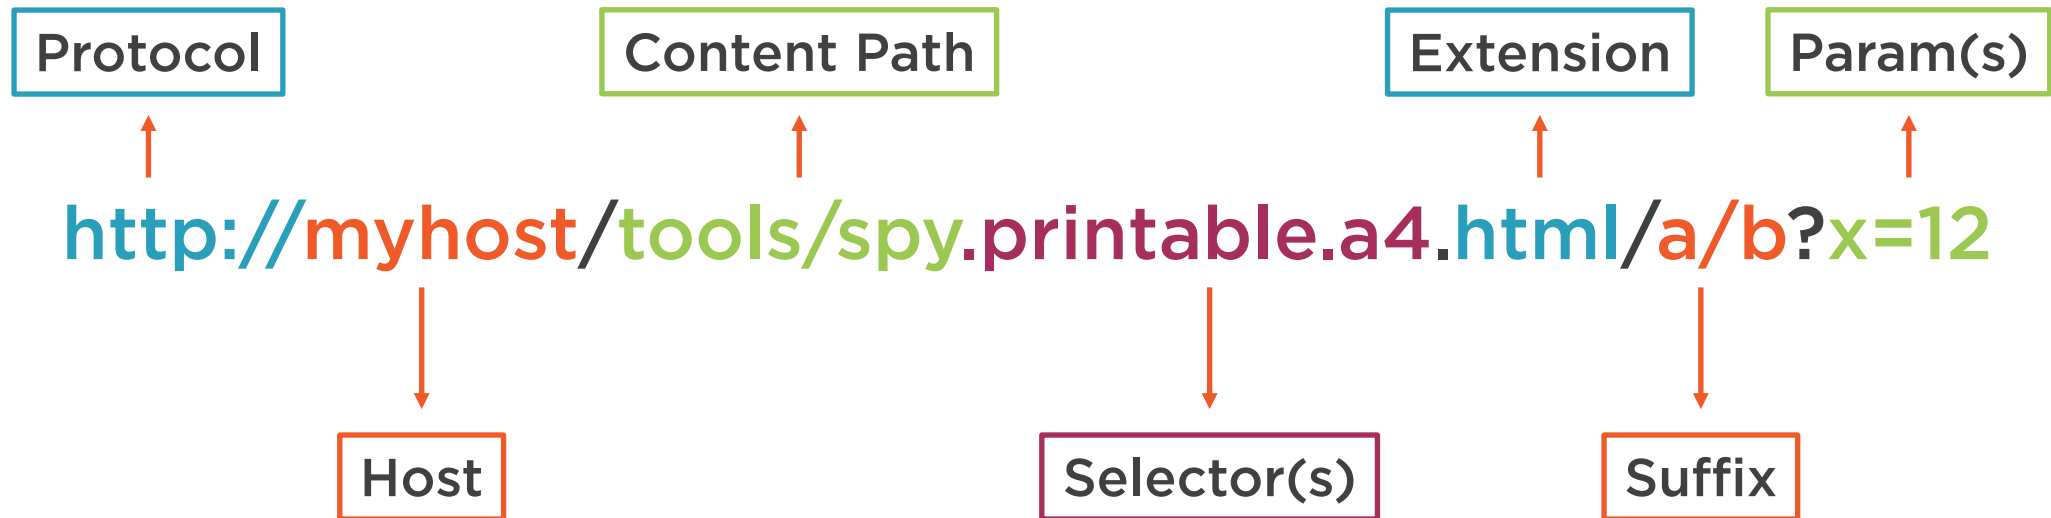 Protocol Content Path Extension Param(s)
http://myhost/tools/spy.printable.a4.html/a/b?x=12
Host Selector(s) Suffix